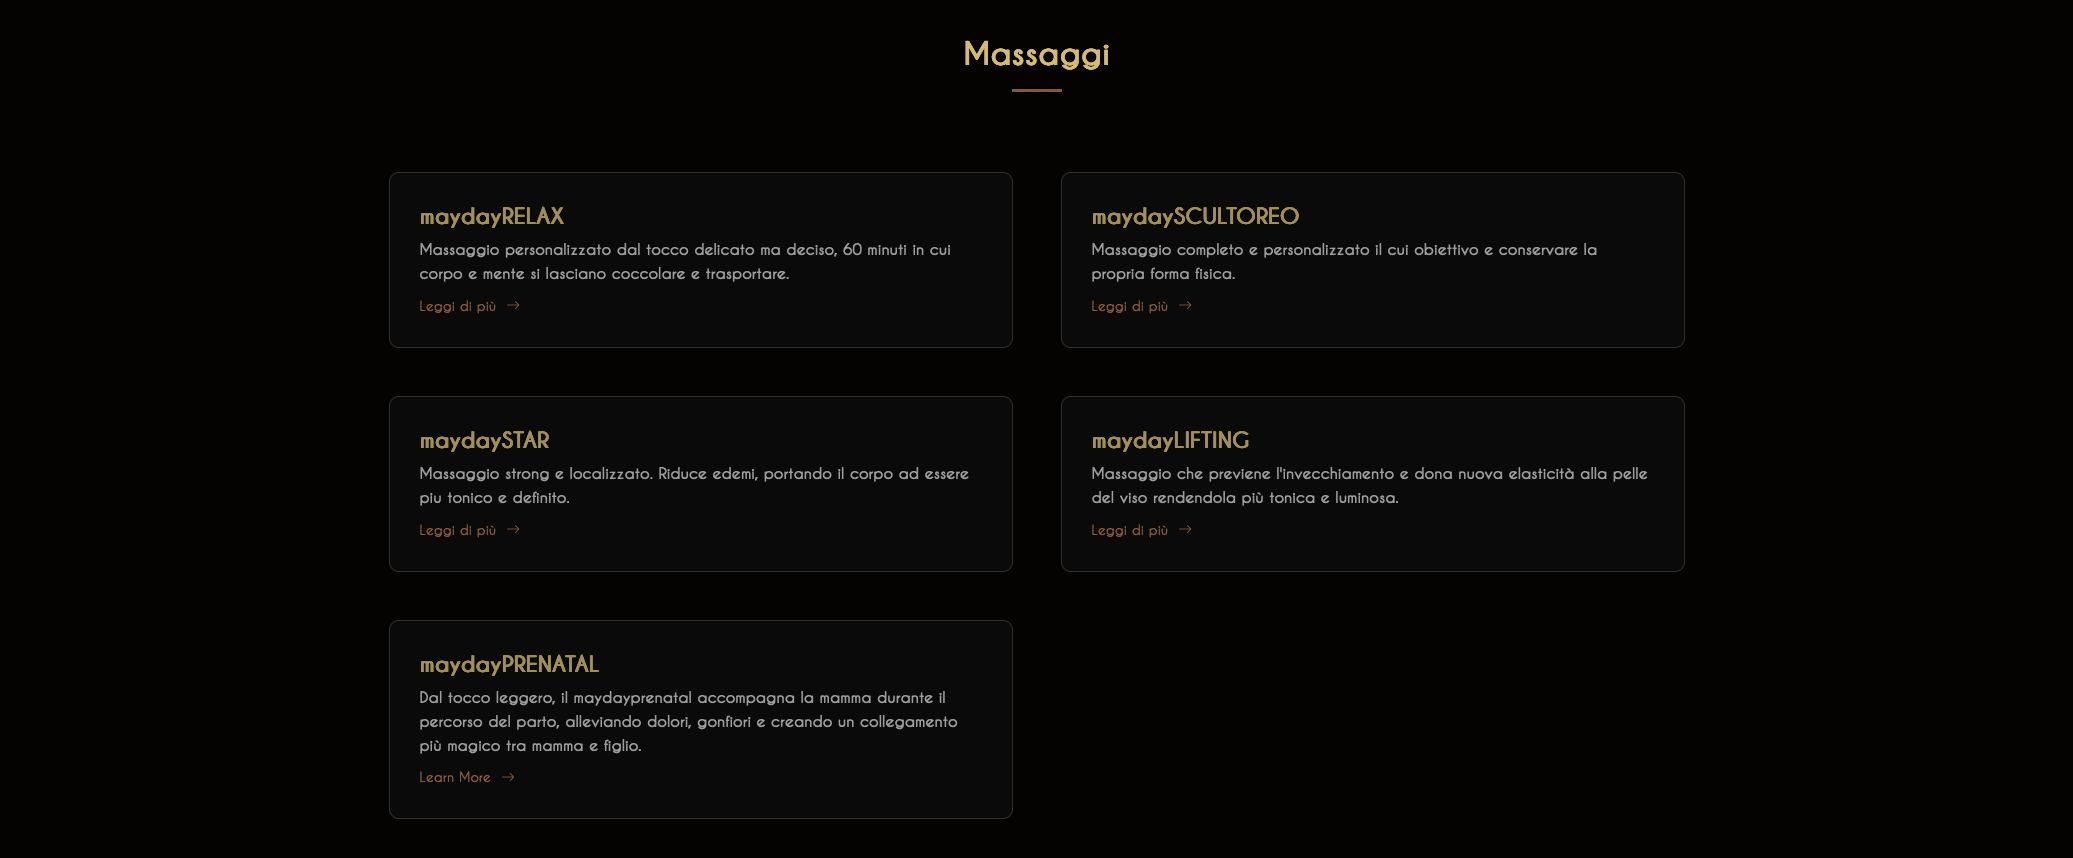 Massaggi
maydayRELAX
Massaggio personalizzato dal tocco delicato ma deciso, 60 minuti in cui
corpo e mente si lasciano coccolare e trasportare.
Leggi di più →
maydaySCULTOREO
Massaggio completo e personalizzato il cui obiettivo e conservare la
propria forma fisica.
Leggi di più →
maydaySTAR
Massaggio strong e localizzato. Riduce edemi, portando il corpo ad essere
piu tonico e definito.
Leggi di più →
maydayLIFTING
Massaggio che previene l'invecchiamento e dona nuova elasticità alla pelle
del viso rendendola più tonica e luminosa.
Leggi di più →
maydayPRENATAL
Dal tocco leggero, il maydayprenatal accompagna la mamma durante il
percorso del parto, alleviando dolori, gonfiori e creando un collegamento
più magico tra mamma e figlio.
Learn More →